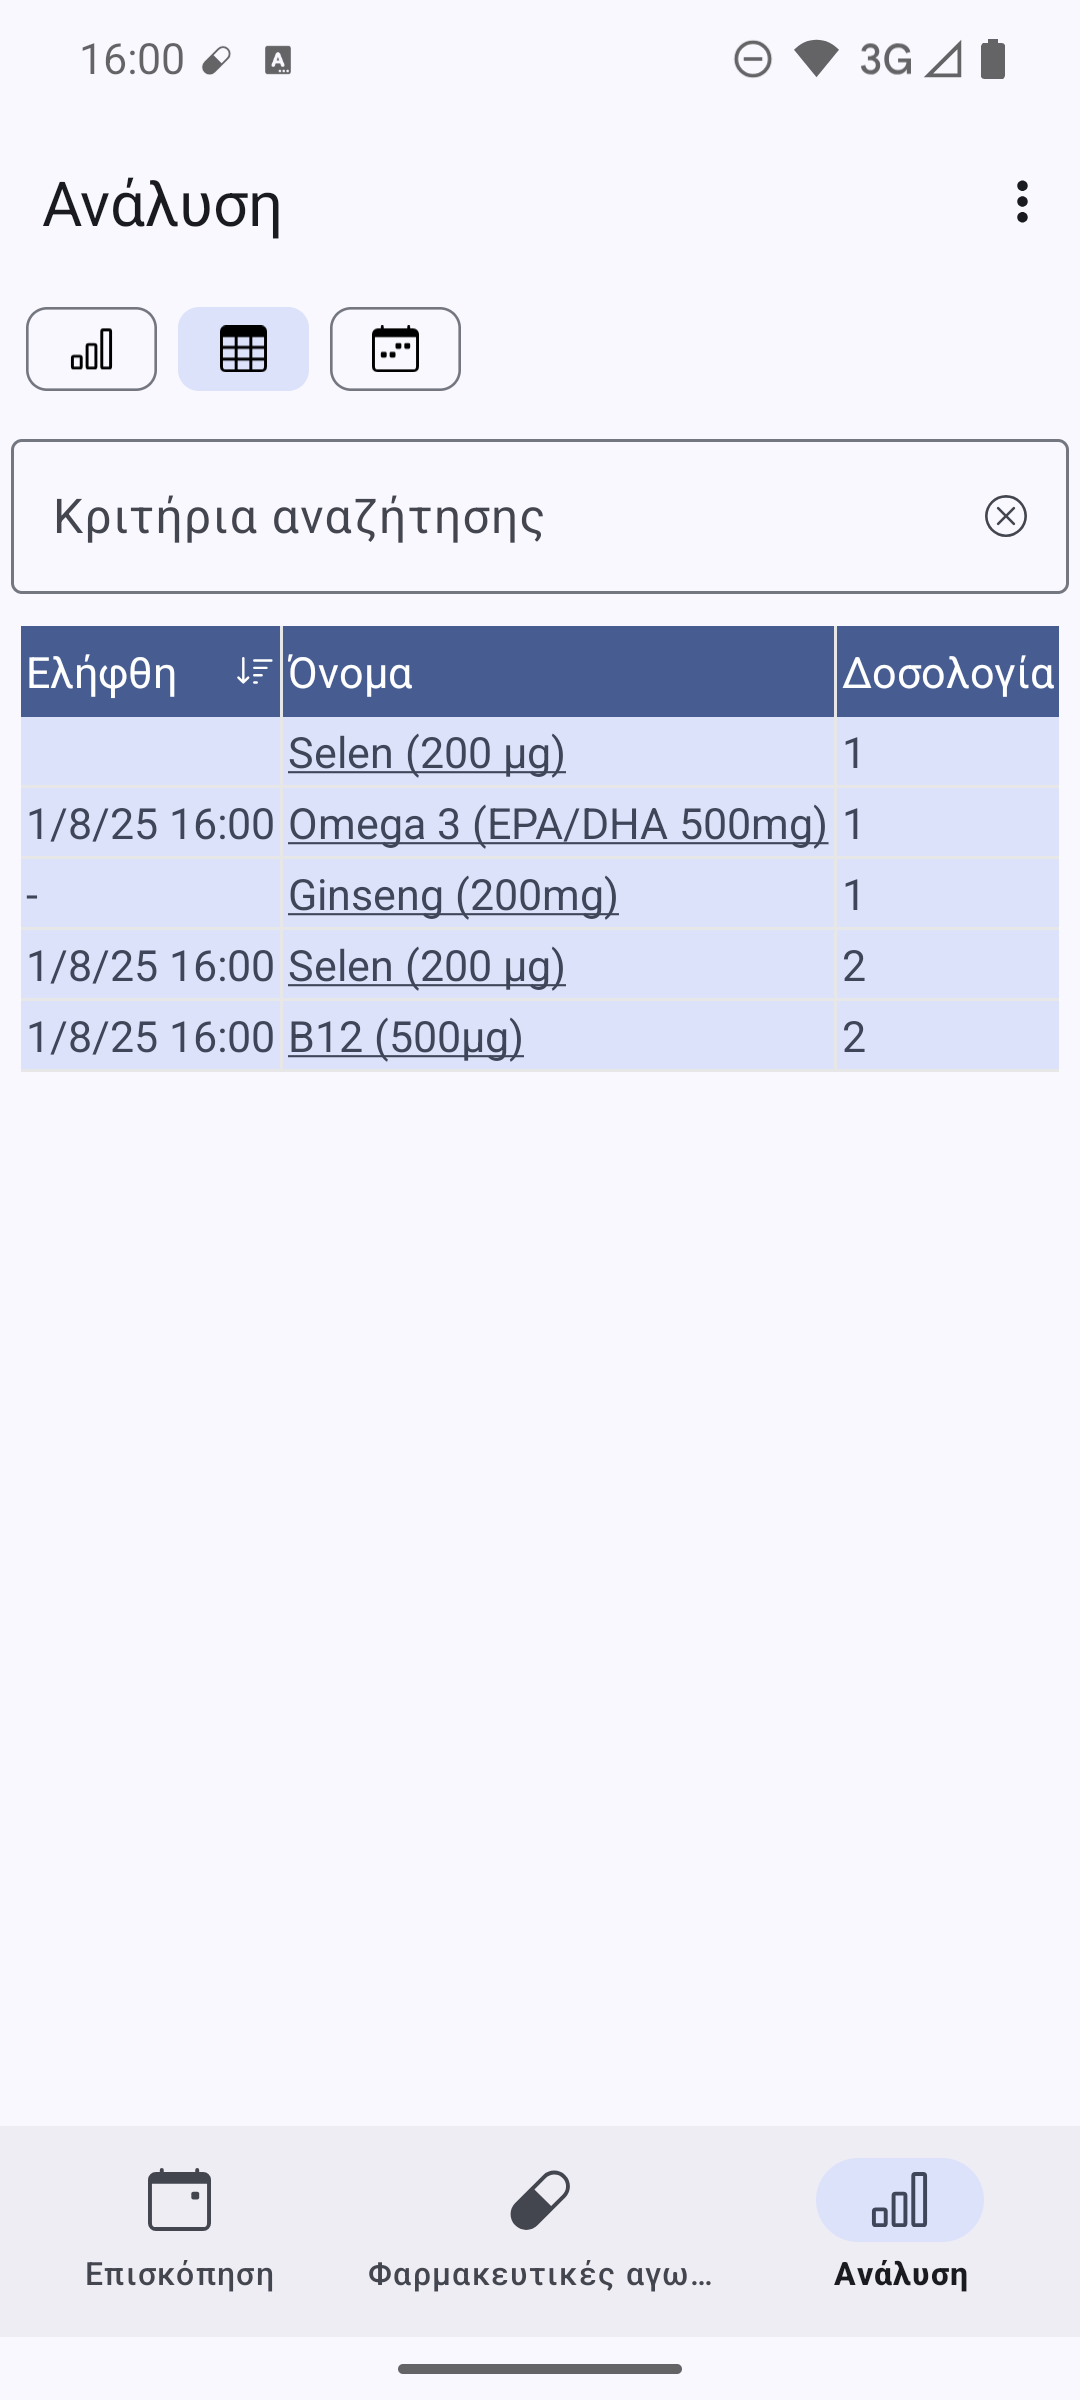 16:00
3G
Ανάλυση
Κριτήρια αναζήτησης
Ελήφθη Όνομα Δοσολογία
Selen (200 µg) 1
1/8/25 16:00 Omega 3 (EPA/DHA 500mg) 1
- Ginseng (200mg) 1
1/8/25 16:00 Selen (200 µg) 2
1/8/25 16:00 B12 (500µg) 2
Επισκόπηση Φαρμακευτικές αγω… Ανάλυση